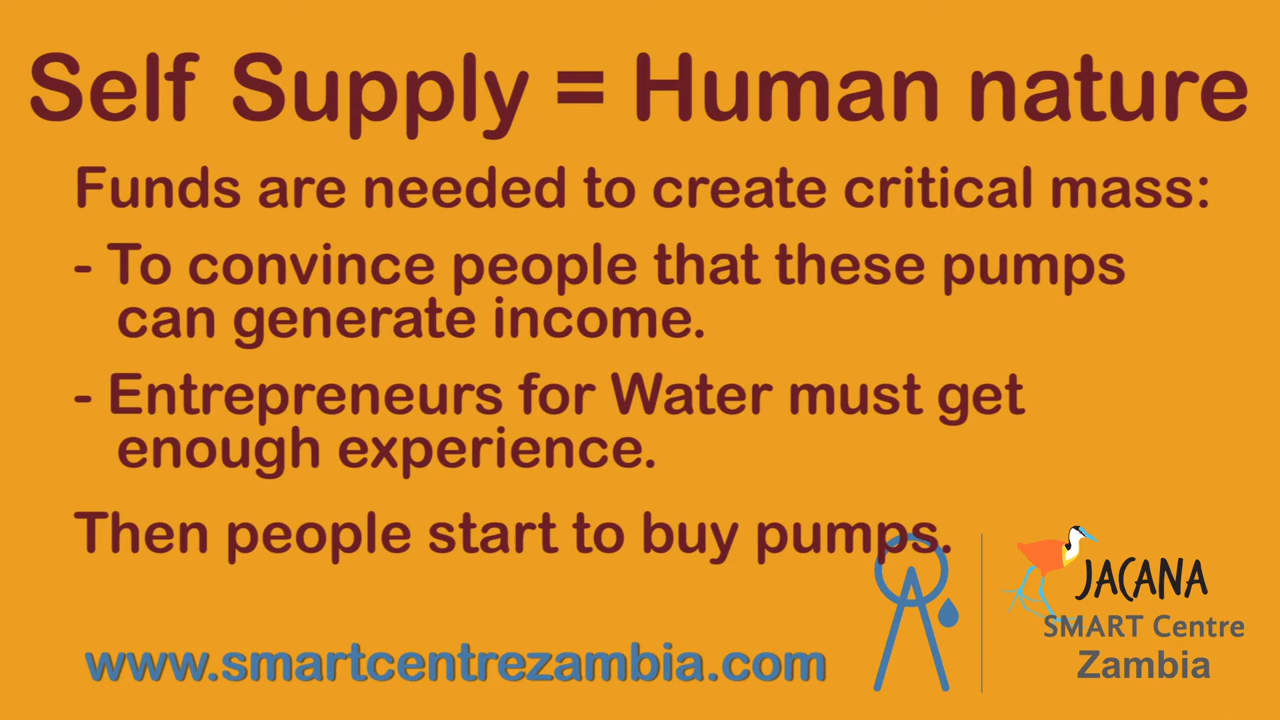 Self Supply = Human nature
Funds are needed to create critical mass:
- To convince people that these pumps
can generate income.
- Entrepreneurs for Water must get
enough experience.
Then people start to buy pumps.
JACANA
SMART Centre
Zambia
www.smartcentrezambia.com